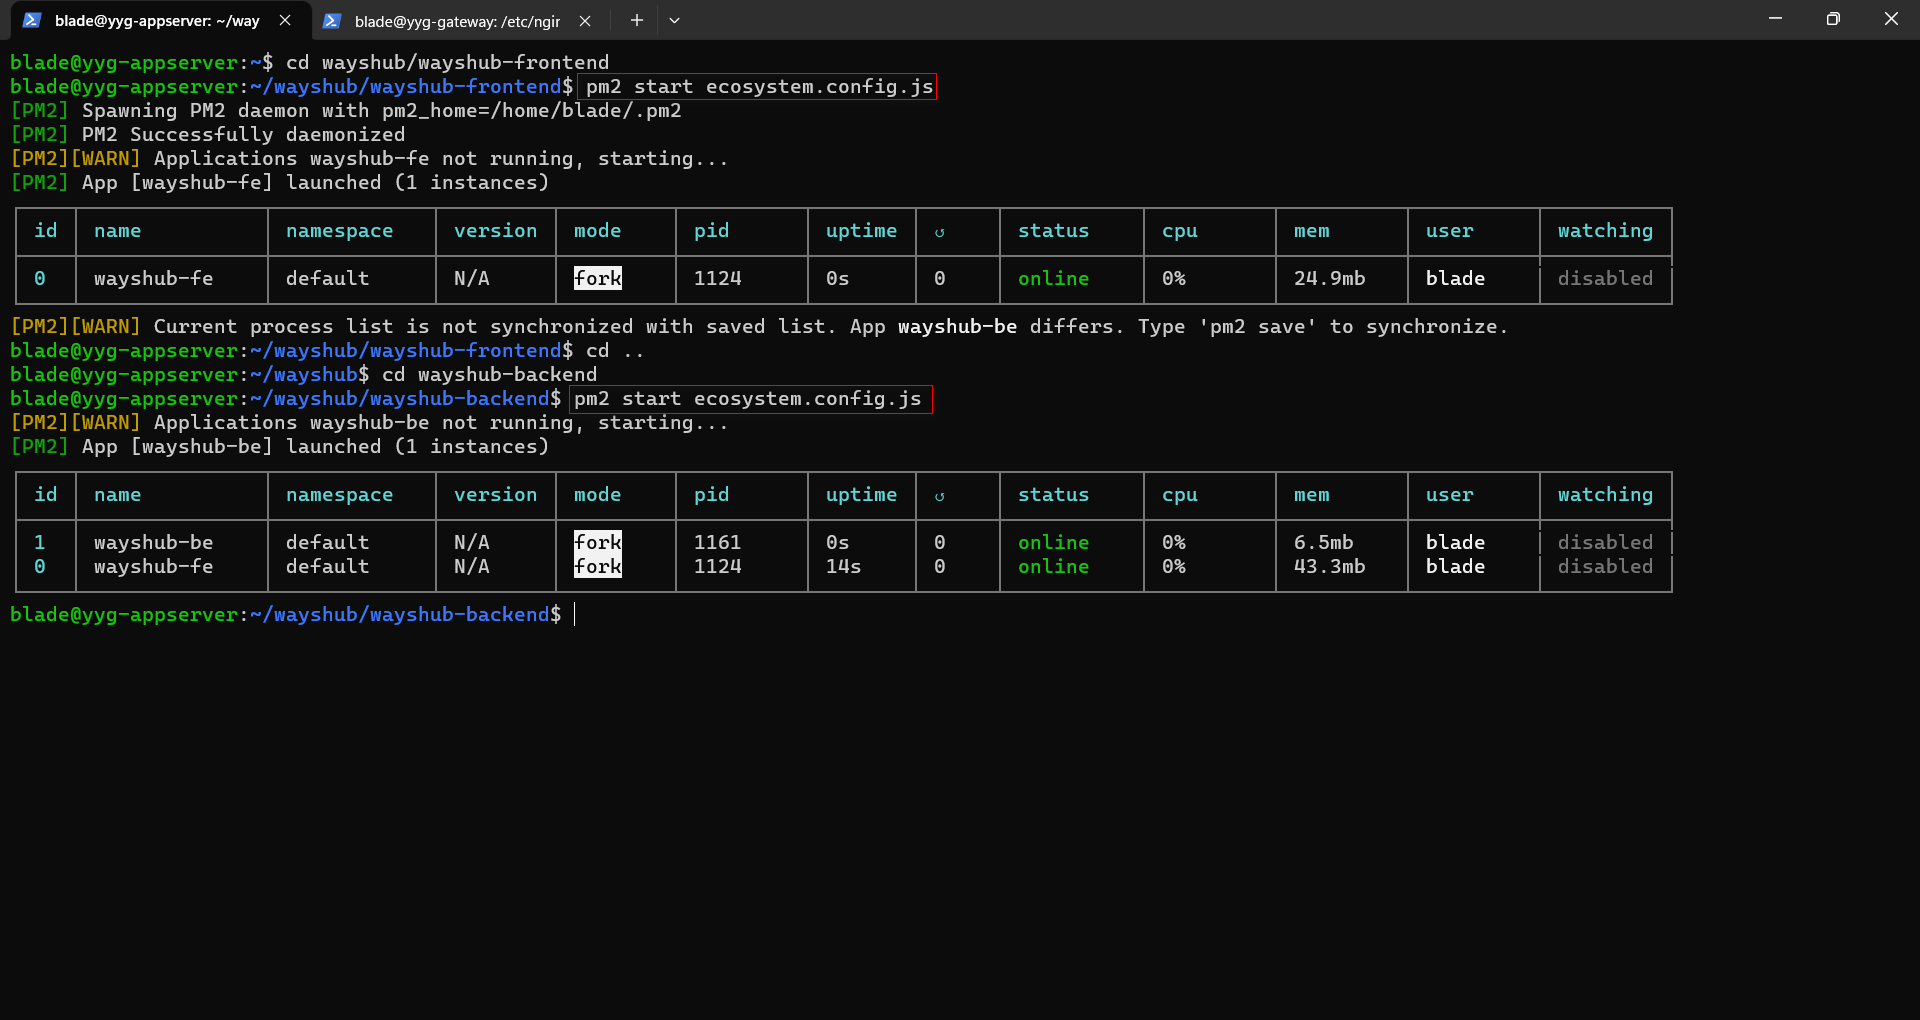 blade@yyg-appserver: ~/way
blade@yyg-gateway: /etc/ngir
blade@yyg-appserver:~$ cd wayshub/wayshub-frontend
blade@yyg-appserver:~/wayshub/wayshub-frontend$ pm2 start ecosystem.config.js
[PM2] Spawning PM2 daemon with pm2_home=/home/blade/.pm2
[PM2] PM2 Successfully daemonized
[PM2][WARN] Applications wayshub-fe not running, starting...
[PM2] App [wayshub-fe] launched (1 instances)
id name namespace version mode pid uptime ↺ status cpu mem user watching
0 wayshub-fe default N/A fork 1124 0s 0 online 0% 24.9mb blade disabled
[PM2][WARN] Current process list is not synchronized with saved list. App wayshub-be differs. Type 'pm2 save' to synchronize.
blade@yyg-appserver:~/wayshub/wayshub-frontend$ cd ..
blade@yyg-appserver:~/wayshub$ cd wayshub-backend
blade@yyg-appserver:~/wayshub/wayshub-backend$ pm2 start ecosystem.config.js
[PM2][WARN] Applications wayshub-be not running, starting...
[PM2] App [wayshub-be] launched (1 instances)
id name namespace version mode pid uptime ↺ status cpu mem user watching
1 wayshub-be default N/A fork 1161 0s 0 online 0% 6.5mb blade disabled
0 wayshub-fe default N/A fork 1124 14s 0 online 0% 43.3mb blade disabled
blade@yyg-appserver:~/wayshub/wayshub-backend$